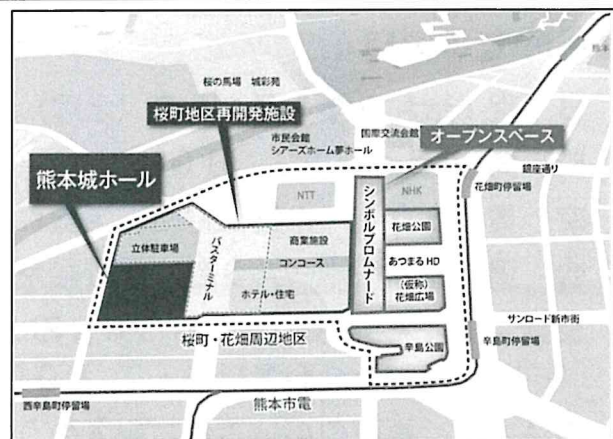 熊本
桜の馬場　城彩苑
桜町地区再開発施設
市民会館
シアーズホーム夢ホール
国際交流会館
オープンスペース
熊本城ホール
銀座通り
花畑町停留場
NTT
NHK
シンボルプロムナード
花畑公園
立体駐車場
バスターミナル
商業施設
コンコース
あつまるHD
ホテル・住宅
(仮称)
花畑広場
サンロード新市街
桜町・花畑周辺地区
辛島公園
辛島町停留場
西辛島町停留場
熊本市電